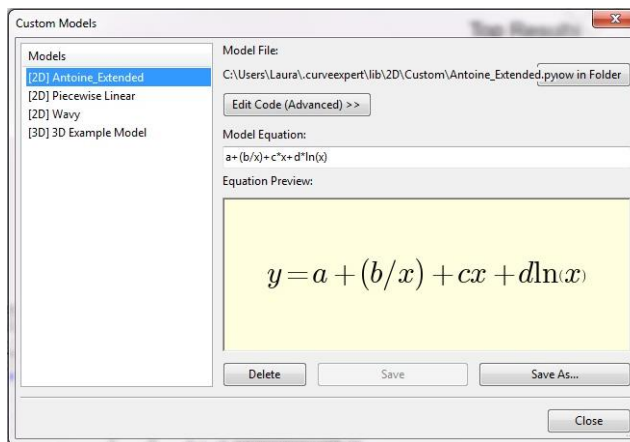 Custom Models
Models
[2D] Antoine_Extended
[2D] Piecewise Linear
[2D] Wavy
[3D] 3D Example Model
Model File:
C:\Users\Laura\.curveexpert\lib\2D\Custom\Antoine_Extended.py ow in Folder
Edit Code (Advanced) >>
Model Equation:
a+(b/x)+c*x+d*ln(x)
Equation Preview:
y = a + (b/x) + cx + dln(x)
Delete Save Save As...
Close